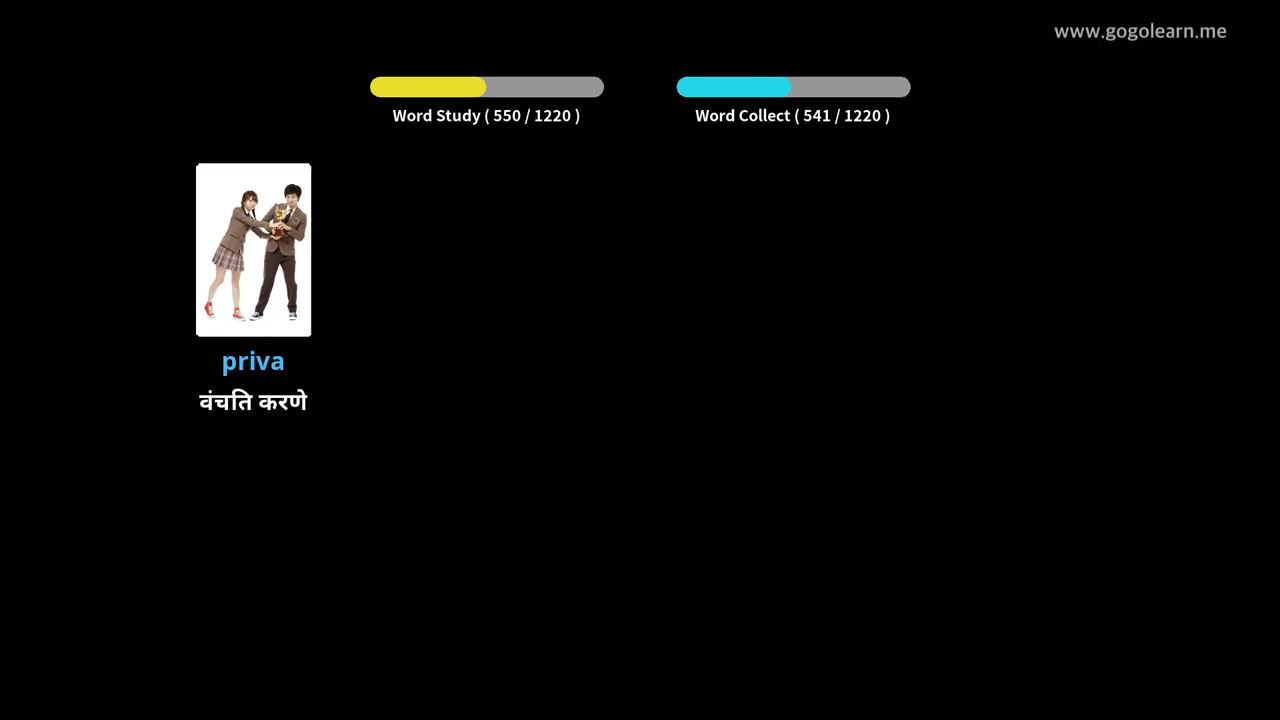 www.gogolearn.me
Word Study ( 550 / 1220 )
Word Collect ( 541 / 1220 )
priva
वंचति करणे